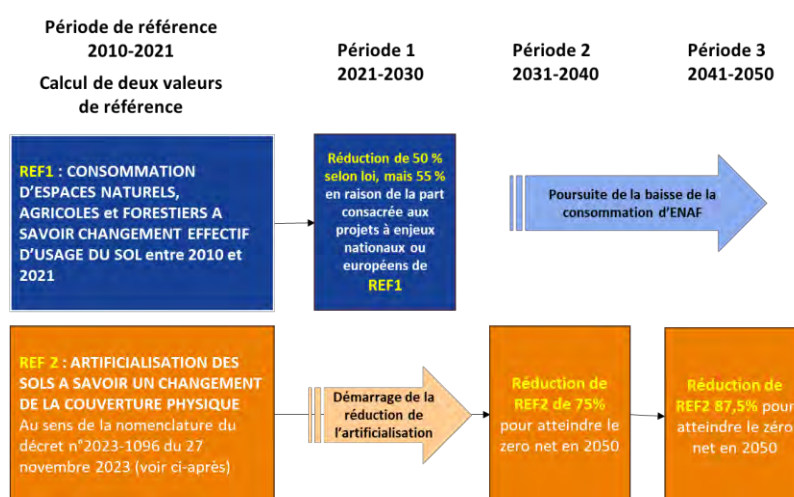 Période de référence
2010-2021
Calcul de deux valeurs
de référence
Période 1
2021-2030
Période 2
2031-2040
Période 3
2041-2050
REF1 : CONSOMMATION
D'ESPACES NATURELS,
AGRICOLES et FORESTIERS A
SAVOIR CHANGEMENT EFFECTIF
D'USAGE DU SOL entre 2010 et
2021
Réduction de 50 %
selon loi, mais 55 %
en raison de la part
consacrée aux
projets à enjeux
nationaux ou
européens de
REF1
Poursuite de la baisse de la
consommation d'ENAF
REF 2 : ARTIFICIALISATION DES
SOLS A SAVOIR UN CHANGEMENT
DE LA COUVERTURE PHYSIQUE
Au sens de la nomenclature du
décret n°2023-1096 du 27
novembre 2023 (voir ci-après)
Démarrage de la
réduction de
l'artificialisation
Réduction de
REF2 de 75%
pour atteindre le
zero net en 2050
Réduction de
REF2 87,5% pour
atteindre le zéro
net en 2050